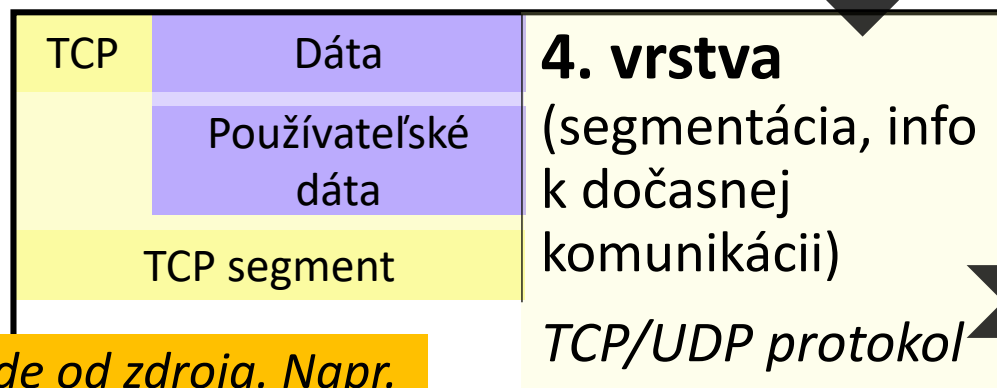 TCP Dáta
Používateľské
dáta
TCP segment
4. vrstva
(segmentácia, info
k dočasnej
komunikácii)
TCP/UDP protokol
de od zdroja. Napr.